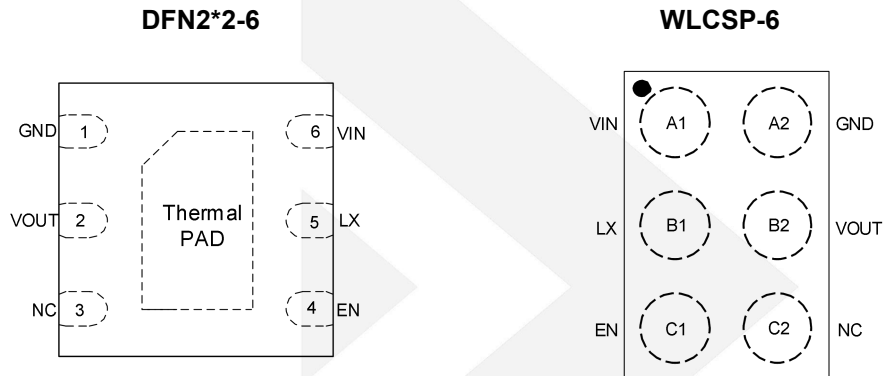 DFN2*2-6
WLCSP-6
GND 1
6 VIN
VOUT 2
5 LX
NC 3
4 EN
Thermal
PAD
VIN A1 A2 GND
LX B1 B2 VOUT
EN C1 C2 NC